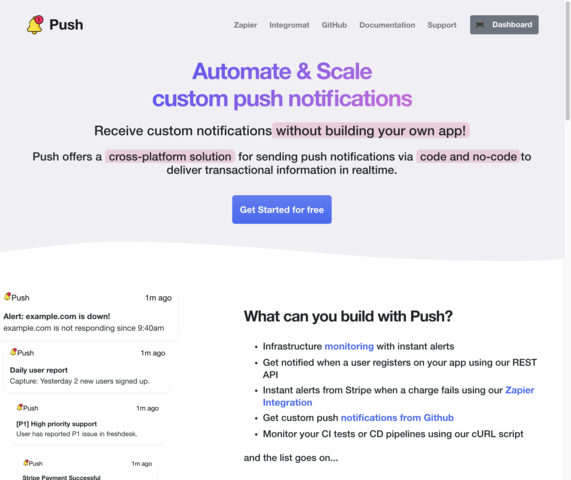 Push
Zapier
Integromat
GitHub
Documentation
Support
Dashboard
Automate & Scale
custom push notifications
Receive custom notifications without building your own app!
Push offers a cross-platform solution for sending push notifications via code and no-code to
deliver transactional information in realtime.
Get Started for free
Push 1m ago
Alert: example.com is down!
example.com is not responding since 9:40am
Push 1m ago
Daily user report
Capture: Yesterday 2 new users signed up.
Push 1m ago
[P1] High priority support
User has reported P1 issue in freshdesk.
Push 1m ago
Stripe Payment Successful
What can you build with Push?
Infrastructure monitoring with instant alerts
Get notified when a user registers on your app using our REST
API
Instant alerts from Stripe when a charge fails using our Zapier
Integration
Get custom push notifications from Github
Monitor your CI tests or CD pipelines using our cURL script
and the list goes on...